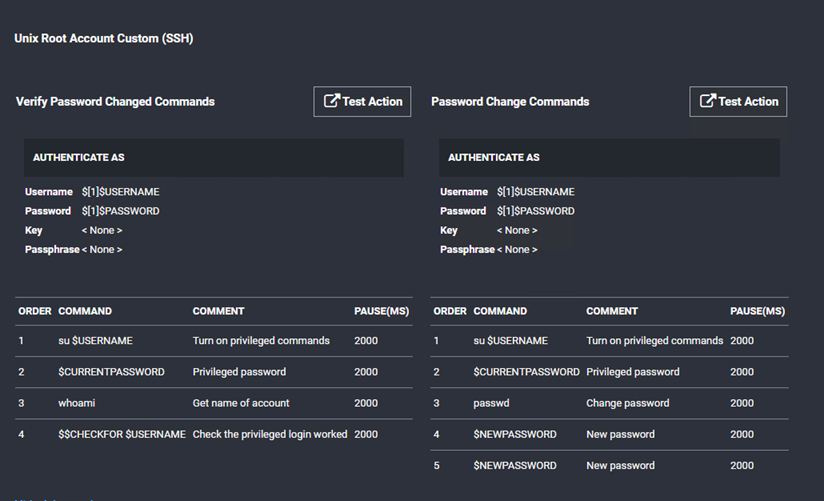 Unix Root Account Custom (SSH)
Verify Password Changed Commands
Test Action
AUTHENTICATE AS
Username $[1]$USERNAME
Password $[1]$PASSWORD
Key < None >
Passphrase < None >
ORDER COMMAND COMMENT PAUSE(MS)
1 su $USERNAME Turn on privileged commands 2000
2 $CURRENTPASSWORD Privileged password 2000
3 whoami Get name of account 2000
4 $$CHECKFOR $USERNAME Check the privileged login worked 2000
Password Change Commands
Test Action
AUTHENTICATE AS
Username $[1]$USERNAME
Password $[1]$PASSWORD
Key < None >
Passphrase < None >
ORDER COMMAND COMMENT PAUSE(MS)
1 su $USERNAME Turn on privileged commands 2000
2 $CURRENTPASSWORD Privileged password 2000
3 passwd Change password 2000
4 $NEWPASSWORD New password 2000
5 $NEWPASSWORD New password 2000